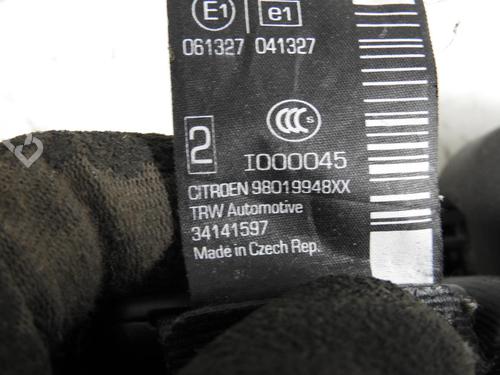 E1 e1
061327 041327
CCC S
2
I000045
CITROEN 98019948XX
TRW Automotive
34141597
Made in Czech Rep.